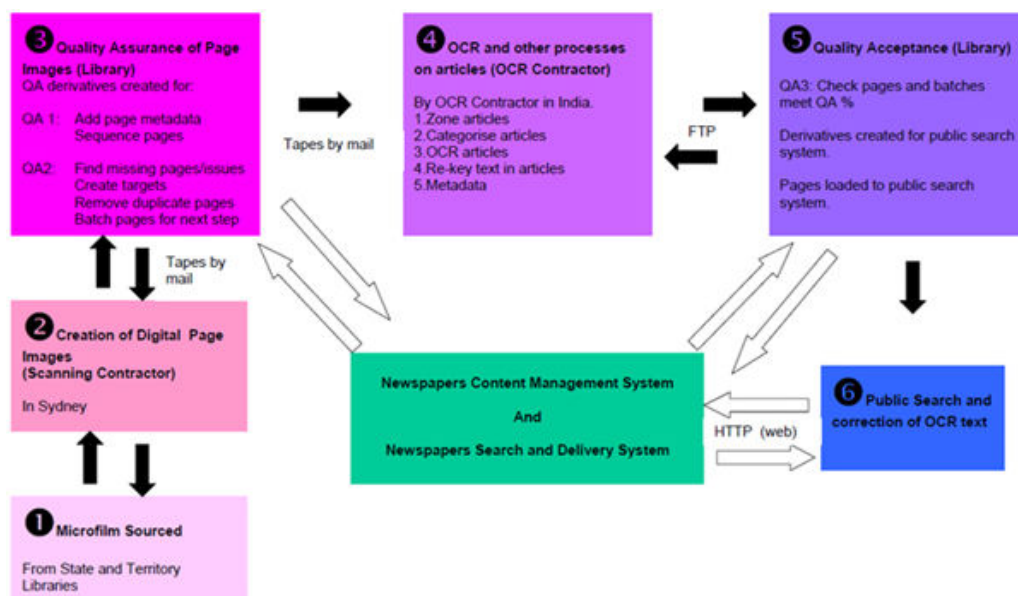 ❸ Quality Assurance of Page
Images (Library)
QA derivatives created for:
QA 1: Add page metadata
Sequence pages
QA2: Find missing pages/issues
Create targets
Remove duplicate pages
Batch pages for next step
Tapes by mail
❹ OCR and other processes
on articles (OCR Contractor)
By OCR Contractor in India.
1.Zone articles
2.Categorise articles
3.OCR articles
4.Re-key text in articles
5.Metadata
FTP
❺ Quality Acceptance (Library)
QA3: Check pages and batches
meet QA %
Derivatives created for public search
system.
Pages loaded to public search
system.
Tapes by
mail
❷ Creation of Digital Page
Images
(Scanning Contractor)
In Sydney
Newspapers Content Management System
And
Newspapers Search and Delivery System
HTTP (web)
❻ Public Search and
correction of OCR text
❶ Microfilm Sourced
From State and Territory
Libraries